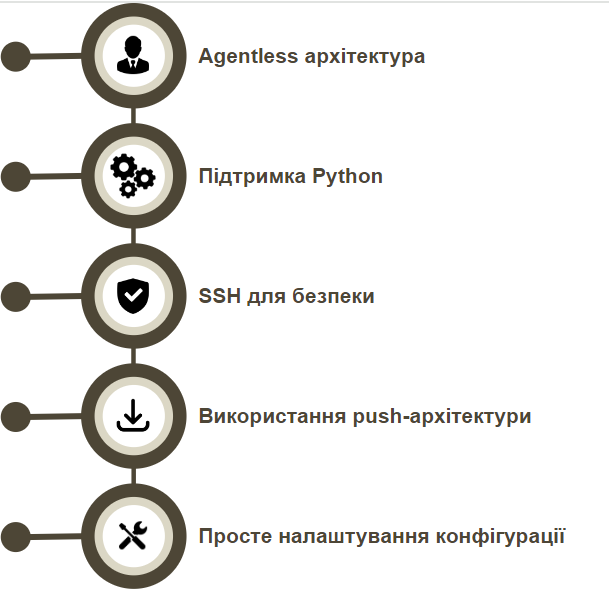 Agentless архітектура
Підтримка Python
SSH для безпеки
Використання push-архітектури
Просте налаштування конфігурації